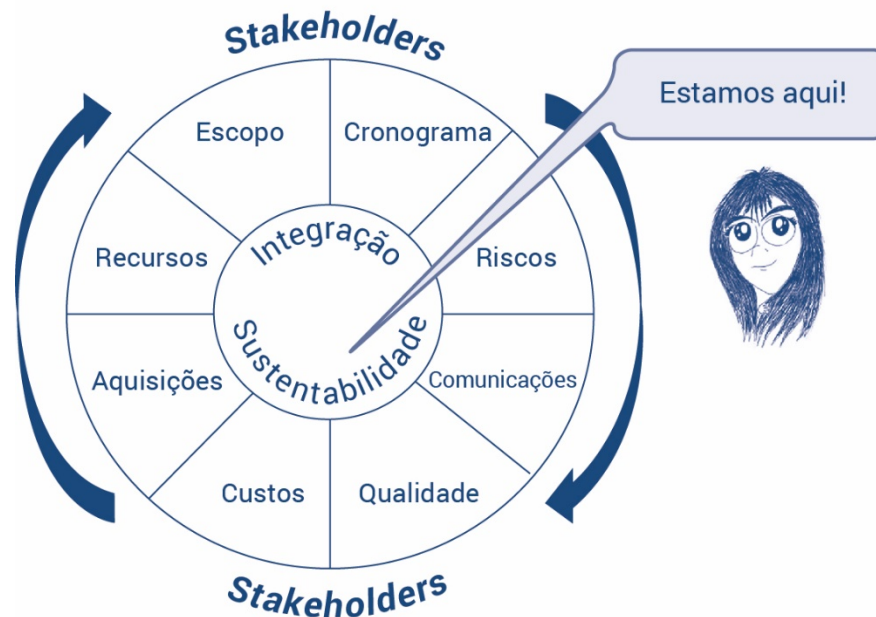 Stakeholders
Estamos aqui!
Escopo
Cronograma
Integração
Recursos
Riscos
Sustentabilidade
Aquisições
Comunicações
Custos
Qualidade
Stakeholders